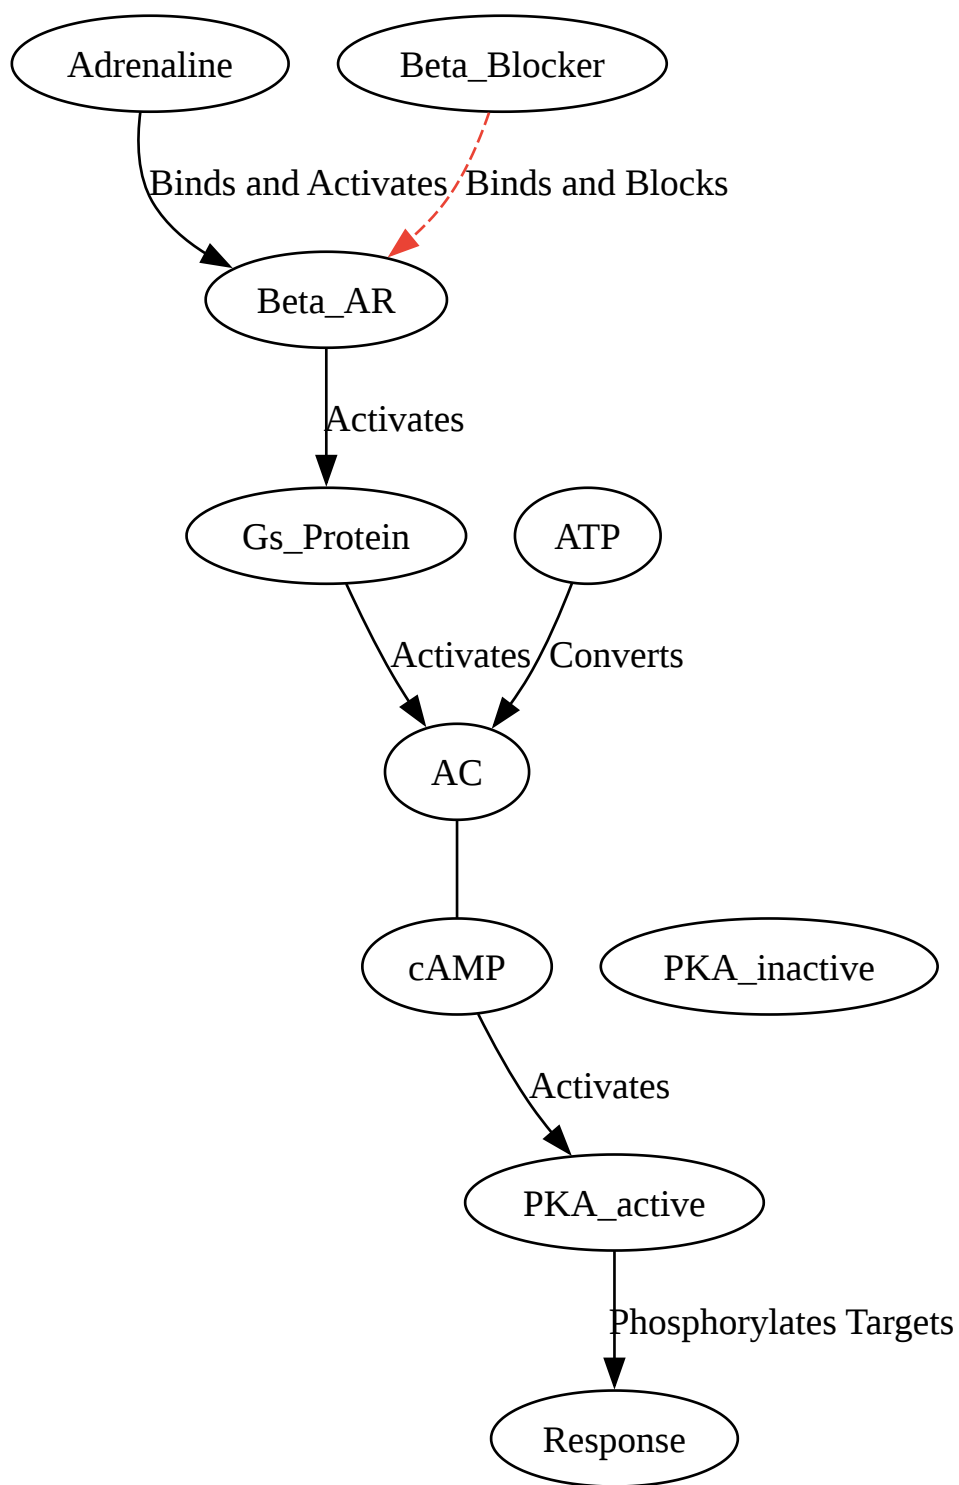 Adrenaline
Beta_Blocker
Binds and Activates
Binds and Blocks
Beta_AR
Activates
Gs_Protein
ATP
Activates
Converts
AC
cAMP
PKA_inactive
Activates
PKA_active
Phosphorylates Targets
Response